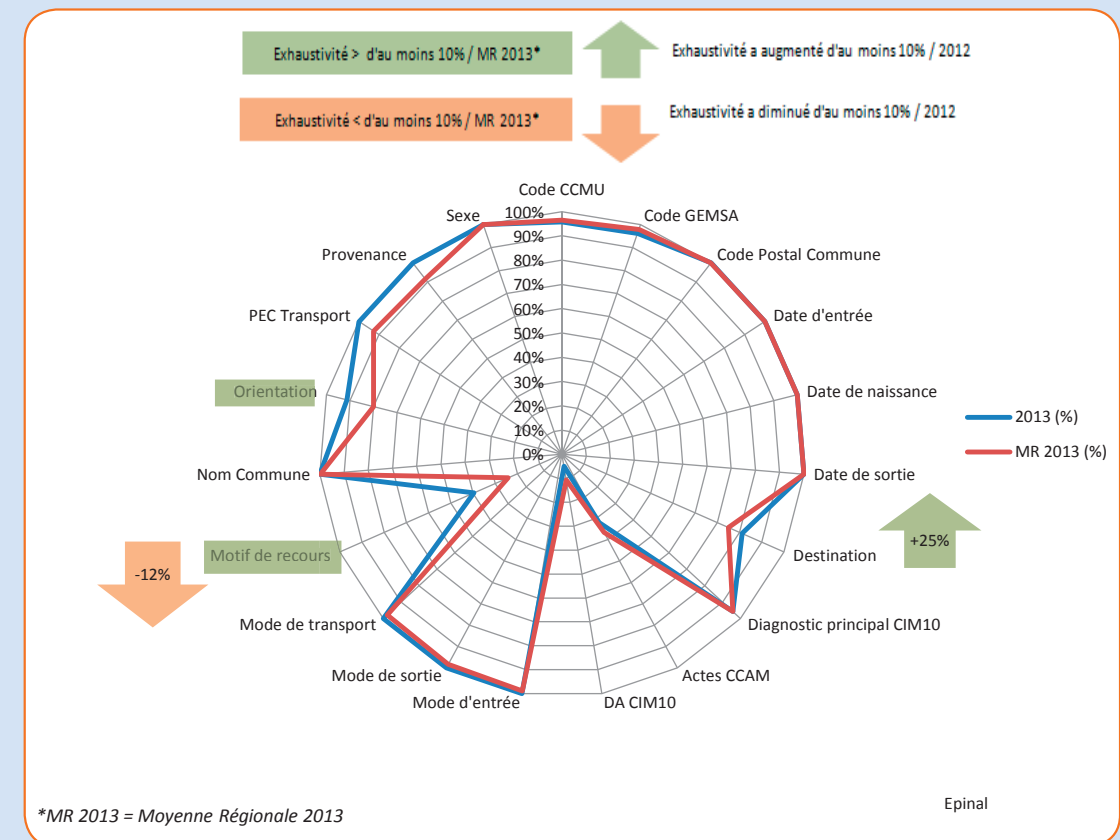 Exhaustivité > d'au moins 10% / MR 2013*
Exhaustivité a augmenté d'au moins 10% / 2012
Exhaustivité < d'au moins 10% / MR 2013*
Exhaustivité a diminué d'au moins 10% / 2012
Code CCMU
Sexe
100%
Code GEMSA
90%
Provenance
Code Postal Commune
80%
70%
PEC Transport
60%
Date d'entrée
50%
40%
Orientation
30%
Date de naissance
20%
10%
2013 (%)
0%
MR 2013 (%)
Nom Commune
Date de sortie
+25%
Motif de recours
Destination
-12%
Mode de transport
Diagnostic principal CIM10
Mode de sortie
Actes CCAM
Mode d'entrée
DA CIM10
Epinal
*MR 2013 = Moyenne Régionale 2013